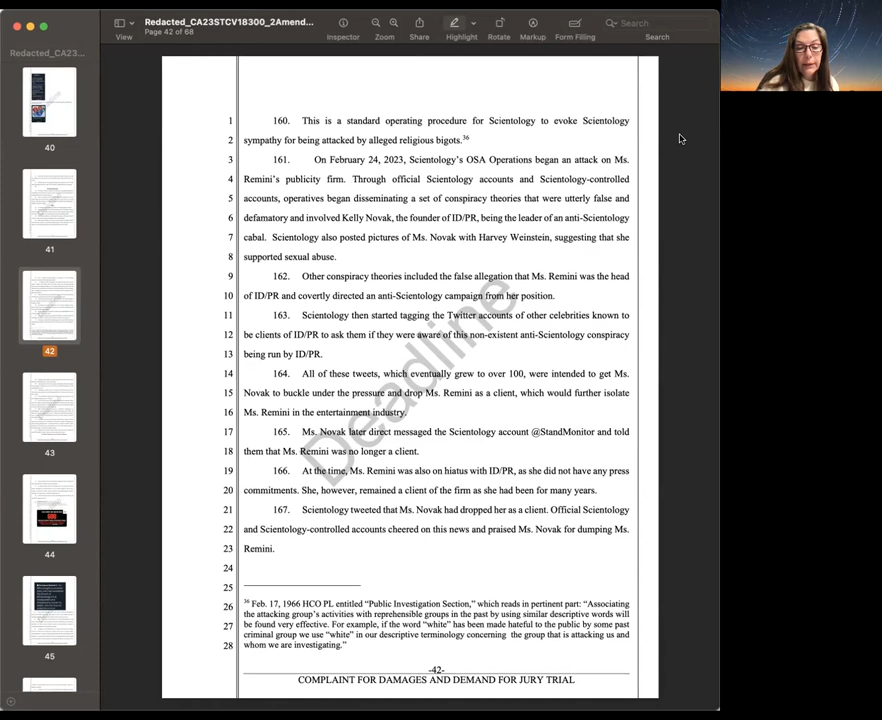 Redacted_CA23STCV18300_2Amend...
Page 42 of 68
View
Inspector
Zoom
Share
Highlight
Rotate
Markup
Form Filling
Search
Search
Redacted_CA23...
40
41
42
43
44
45
1 160. This is a standard operating procedure for Scientology to evoke Scientology
2 sympathy for being attacked by alleged religious bigots.36
3 161. On February 24, 2023, Scientology's OSA Operations began an attack on Ms.
4 Remini's publicity firm. Through official Scientology accounts and Scientology-controlled
5 accounts, operatives began disseminating a set of conspiracy theories that were utterly false and
6 defamatory and involved Kelly Novak, the founder of ID/PR, being the leader of an anti-Scientology
7 cabal. Scientology also posted pictures of Ms. Novak with Harvey Weinstein, suggesting that she
8 supported sexual abuse.
9 162. Other conspiracy theories included the false allegation that Ms. Remini was the head
10 of ID/PR and covertly directed an anti-Scientology campaign from her position.
11 163. Scientology then started tagging the Twitter accounts of other celebrities known to
12 be clients of ID/PR to ask them if they were aware of this non-existent anti-Scientology conspiracy
13 being run by ID/PR.
14 164. All of these tweets, which eventually grew to over 100, were intended to get Ms.
15 Novak to buckle under the pressure and drop Ms. Remini as a client, which would further isolate
16 Ms. Remini in the entertainment industry.
17 165. Ms. Novak later direct messaged the Scientology account @StandMonitor and told
18 them that Ms. Remini was no longer a client.
19 166. At the time, Ms. Remini was also on hiatus with ID/PR, as she did not have any press
20 commitments. She, however, remained a client of the firm as she had been for many years.
21 167. Scientology tweeted that Ms. Novak had dropped her as a client. Official Scientology
22 and Scientology-controlled accounts cheered on this news and praised Ms. Novak for dumping Ms.
23 Remini.
24
25
26
27
28
36 Feb. 17, 1966 HCO PL entitled "Public Investigation Section," which reads in pertinent part: "Associating
the attacking group's activities with reprehensible groups in the past by using similar descriptive words will
be found very effective. For example, if the word "white" has been made hateful to the public by some past
criminal group we use "white" in our descriptive terminology concerning the group that is attacking us and
whom we are investigating."
-42-
COMPLAINT FOR DAMAGES AND DEMAND FOR JURY TRIAL
Deadline